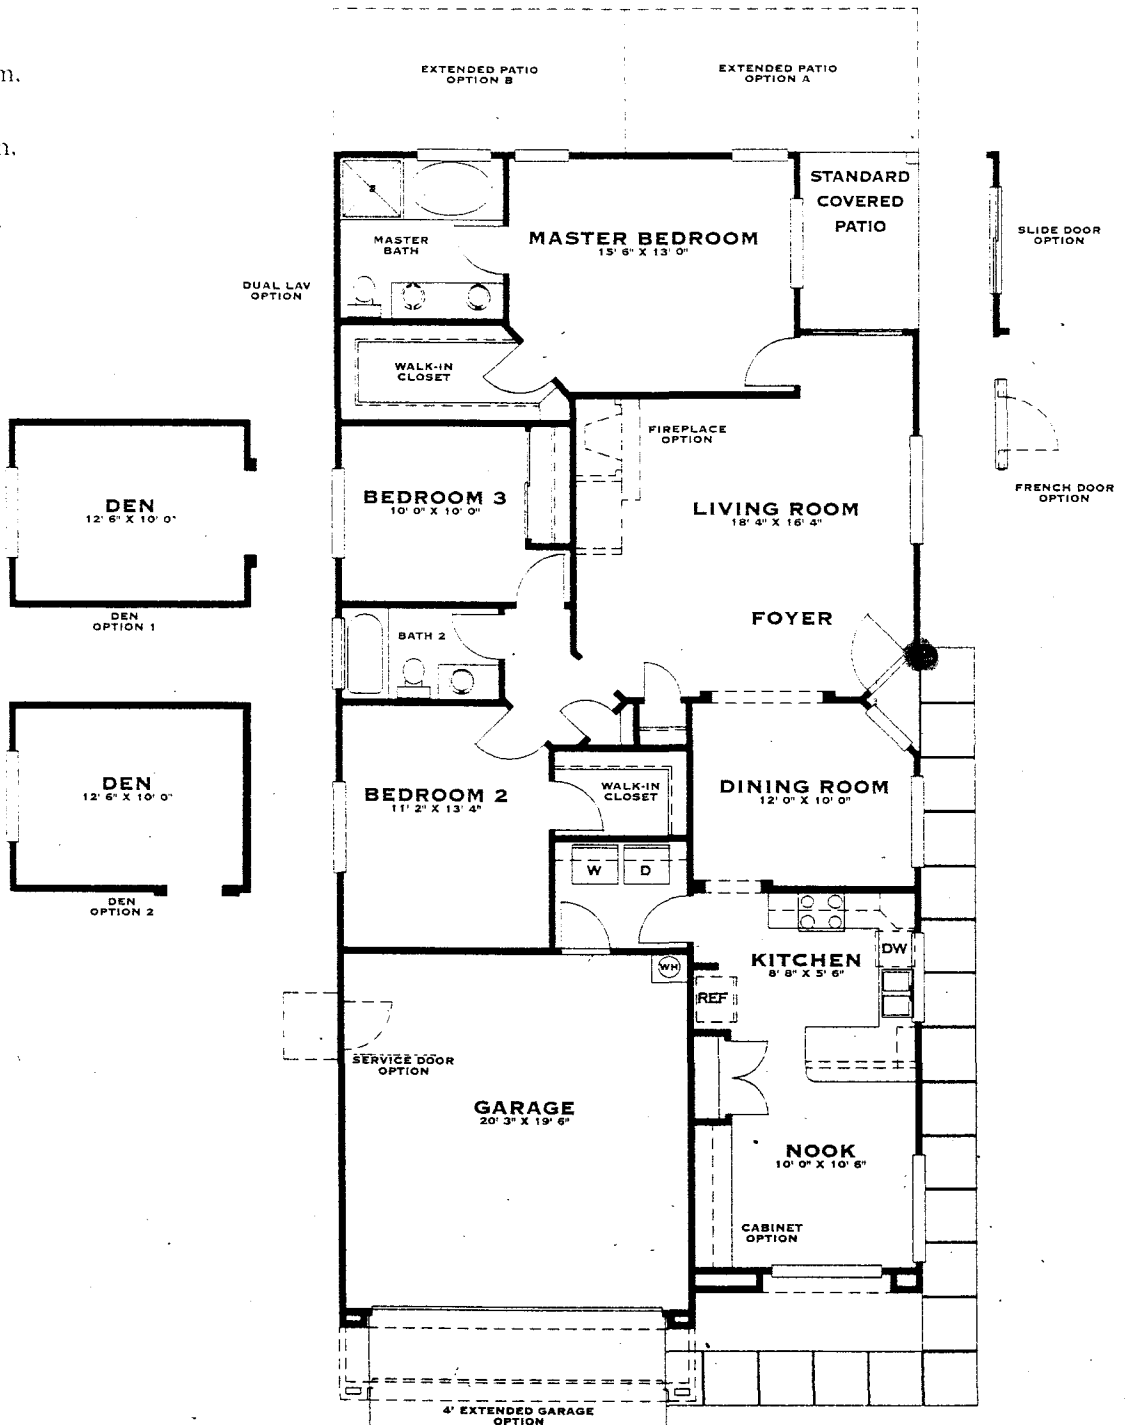 n.
n.
EXTENDED PATIO
OPTION B
EXTENDED PATIO
OPTION A
STANDARD
COVERED
PATIO
SLIDE DOOR
OPTION
MASTER
BATH
MASTER BEDROOM
15' 6" X 13' 0"
DUAL LAV
OPTION
WALK-IN
CLOSET
FIREPLACE
OPTION
FRENCH DOOR
OPTION
DEN
12' 6" X 10' 0"
DEN
OPTION 1
BEDROOM 3
10' 0" X 10' 0"
LIVING ROOM
18' 4" X 16' 4"
FOYER
BATH 2
DEN
12' 6" X 10' 0"
DEN
OPTION 2
BEDROOM 2
11' 2" X 13' 4"
WALK-IN
CLOSET
DINING ROOM
12' 0" X 10' 0"
W
D
KITCHEN
8' 8" X 5' 6"
DW
WH
REF
SERVICE DOOR
OPTION
GARAGE
20' 3" X 19' 6"
NOOK
10' 0" X 10' 6"
CABINET
OPTION
4' EXTENDED GARAGE
OPTION